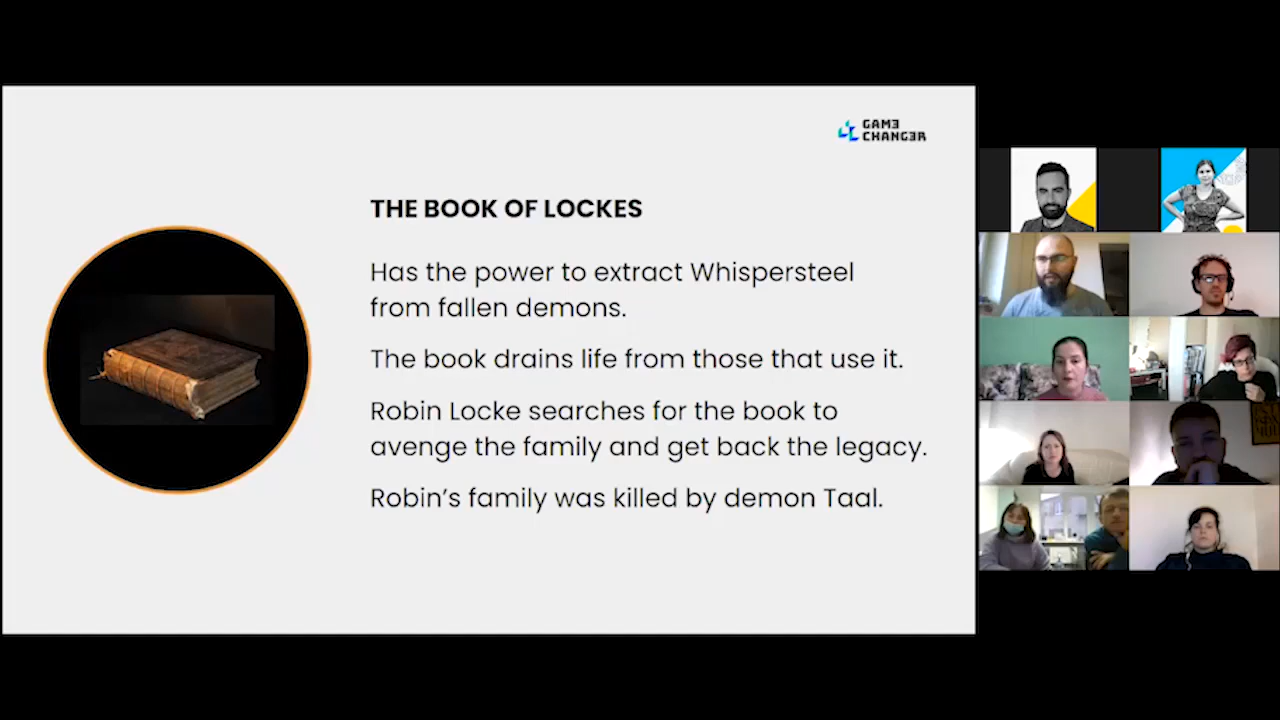 GAM3
CHANG3R
THE BOOK OF LOCKES
Has the power to extract Whispersteel
from fallen demons.
The book drains life from those that use it.
Robin Locke searches for the book to
avenge the family and get back the legacy.
Robin’s family was killed by demon Taal.